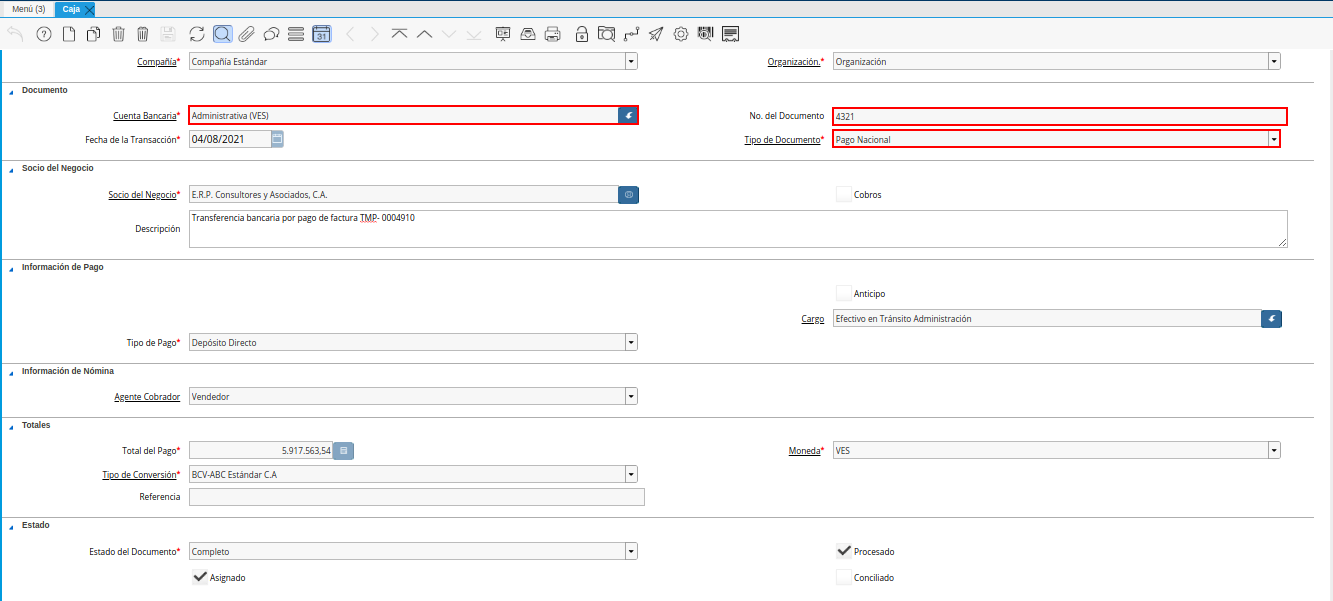 Menú (3) Caja
31
Compañía* Compañía Estándar Organización.* Organización
Documento
Cuenta Bancaria* Administrativa (VES) No. del Documento 4321
Fecha de la Transacción* 04/08/2021 Tipo de Documento* Pago Nacional
Socio del Negocio
Socio del Negocio* E.R.P. Consultores y Asociados, C.A. Cobros
Descripción Transferencia bancaria por pago de factura TMP- 0004910
Información de Pago
Anticipo
Cargo Efectivo en Tránsito Administración
Tipo de Pago* Depósito Directo
Información de Nómina
Agente Cobrador Vendedor
Totales
Total del Pago* 5.917.563,54 Moneda* VES
Tipo de Conversión* BCV-ABC Estándar C.A
Referencia
Estado
Estado del Documento* Completo Procesado
Asignado Conciliado